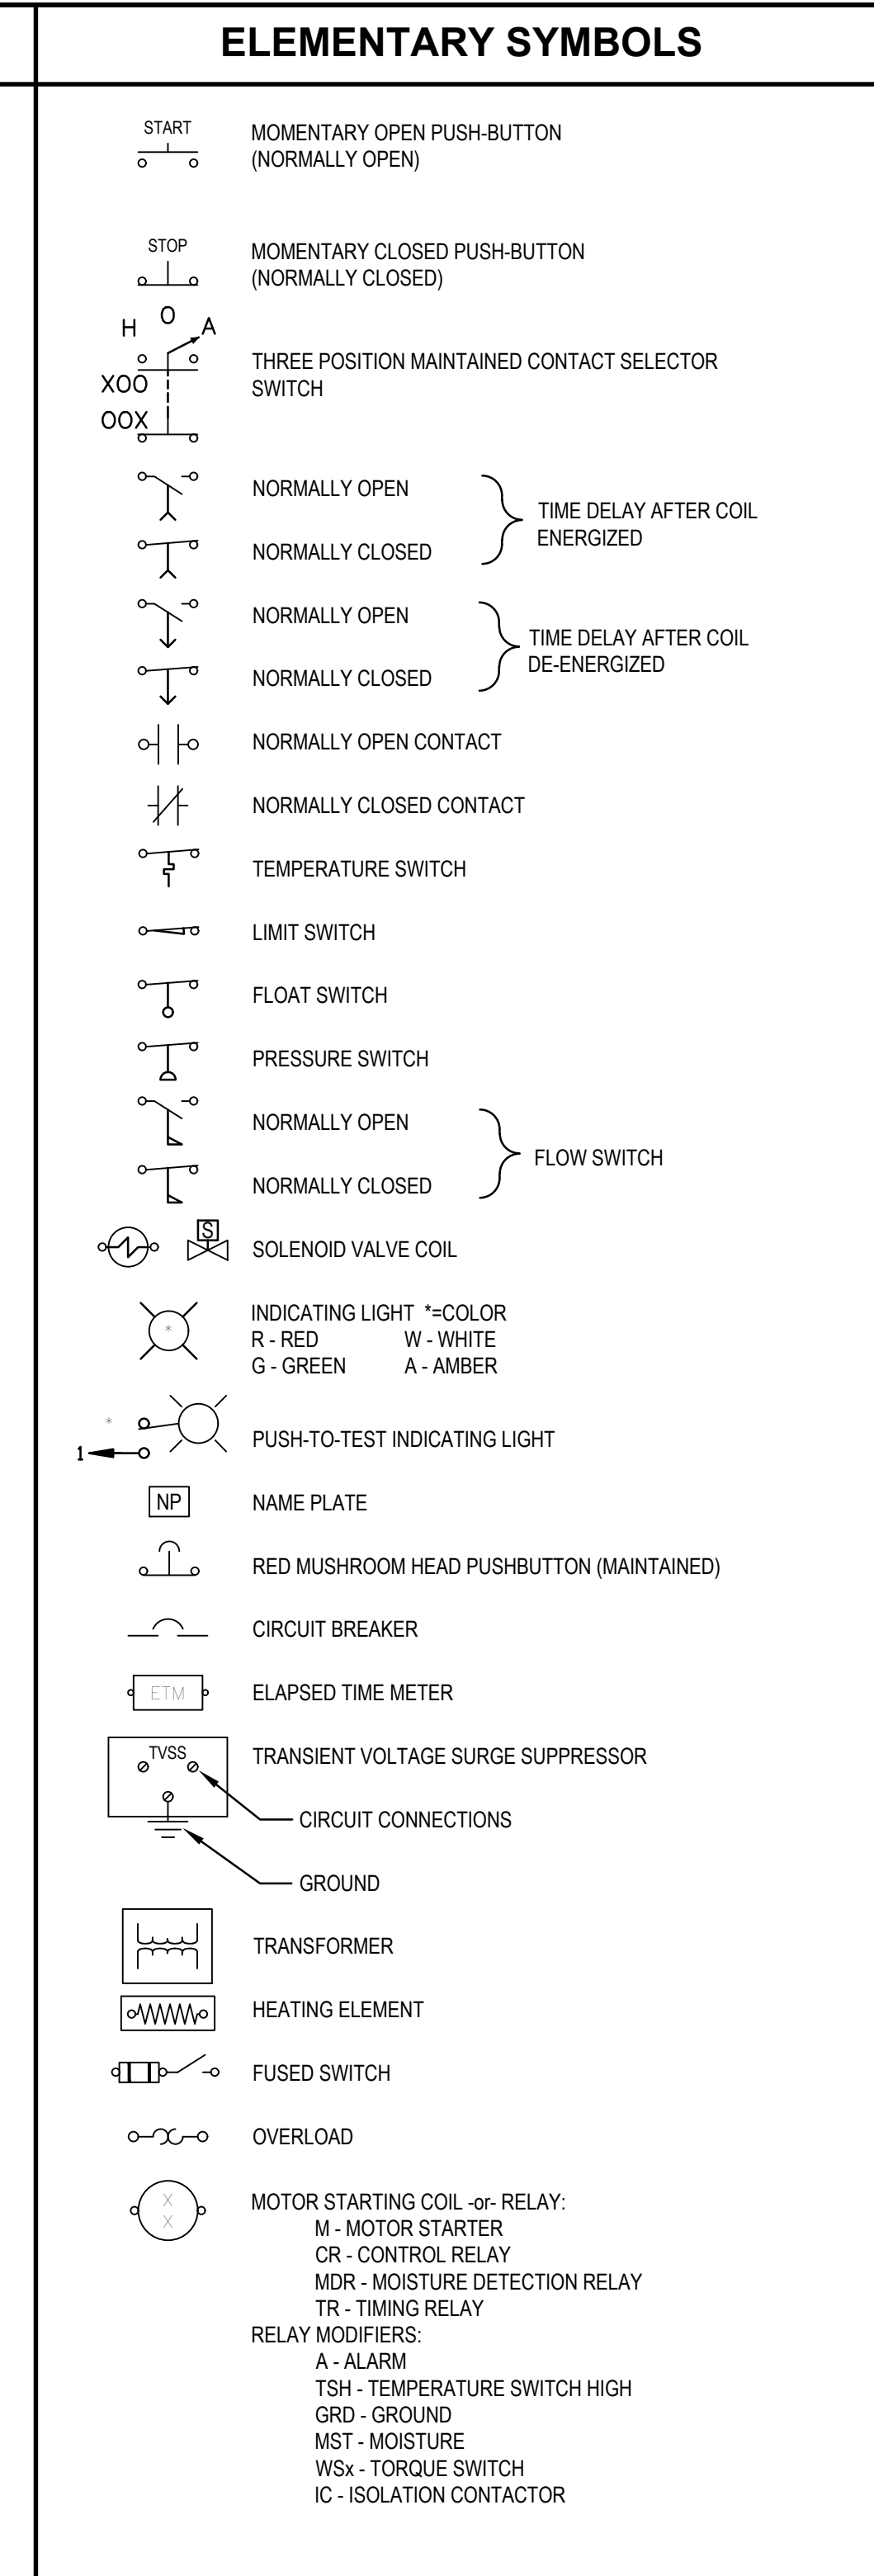 ELEMENTARY SYMBOLS
START
MOMENTARY OPEN PUSH-BUTTON
(NORMALLY OPEN)
STOP
MOMENTARY CLOSED PUSH-BUTTON
(NORMALLY CLOSED)
H O A
XOO
OOX
THREE POSITION MAINTAINED CONTACT SELECTOR
SWITCH
NORMALLY OPEN
NORMALLY CLOSED
TIME DELAY AFTER COIL
ENERGIZED
NORMALLY OPEN
NORMALLY CLOSED
TIME DELAY AFTER COIL
DE-ENERGIZED
NORMALLY OPEN CONTACT
NORMALLY CLOSED CONTACT
TEMPERATURE SWITCH
LIMIT SWITCH
FLOAT SWITCH
PRESSURE SWITCH
NORMALLY OPEN
NORMALLY CLOSED
FLOW SWITCH
S
SOLENOID VALVE COIL
*
INDICATING LIGHT *=COLOR
R - RED W - WHITE
G - GREEN A - AMBER
*
1
PUSH-TO-TEST INDICATING LIGHT
NP
NAME PLATE
RED MUSHROOM HEAD PUSHBUTTON (MAINTAINED)
CIRCUIT BREAKER
ETM
ELAPSED TIME METER
TVSS
TRANSIENT VOLTAGE SURGE SUPPRESSOR
CIRCUIT CONNECTIONS
GROUND
TRANSFORMER
HEATING ELEMENT
FUSED SWITCH
OVERLOAD
X
X
MOTOR STARTING COIL -or- RELAY:
M - MOTOR STARTER
CR - CONTROL RELAY
MDR - MOISTURE DETECTION RELAY
TR - TIMING RELAY
RELAY MODIFIERS:
A - ALARM
TSH - TEMPERATURE SWITCH HIGH
GRD - GROUND
MST - MOISTURE
WSx - TORQUE SWITCH
IC - ISOLATION CONTACTOR